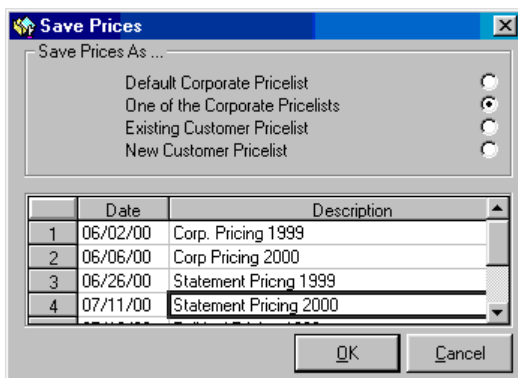 Save Prices
Save Prices As ...
Default Corporate Pricelist
One of the Corporate Pricelists
Existing Customer Pricelist
New Customer Pricelist
Date Description
1 06/02/00 Corp. Pricing 1999
2 06/06/00 Corp Pricing 2000
3 06/26/00 Statement Pricng 1999
4 07/11/00 Statement Pricing 2000
OK Cancel